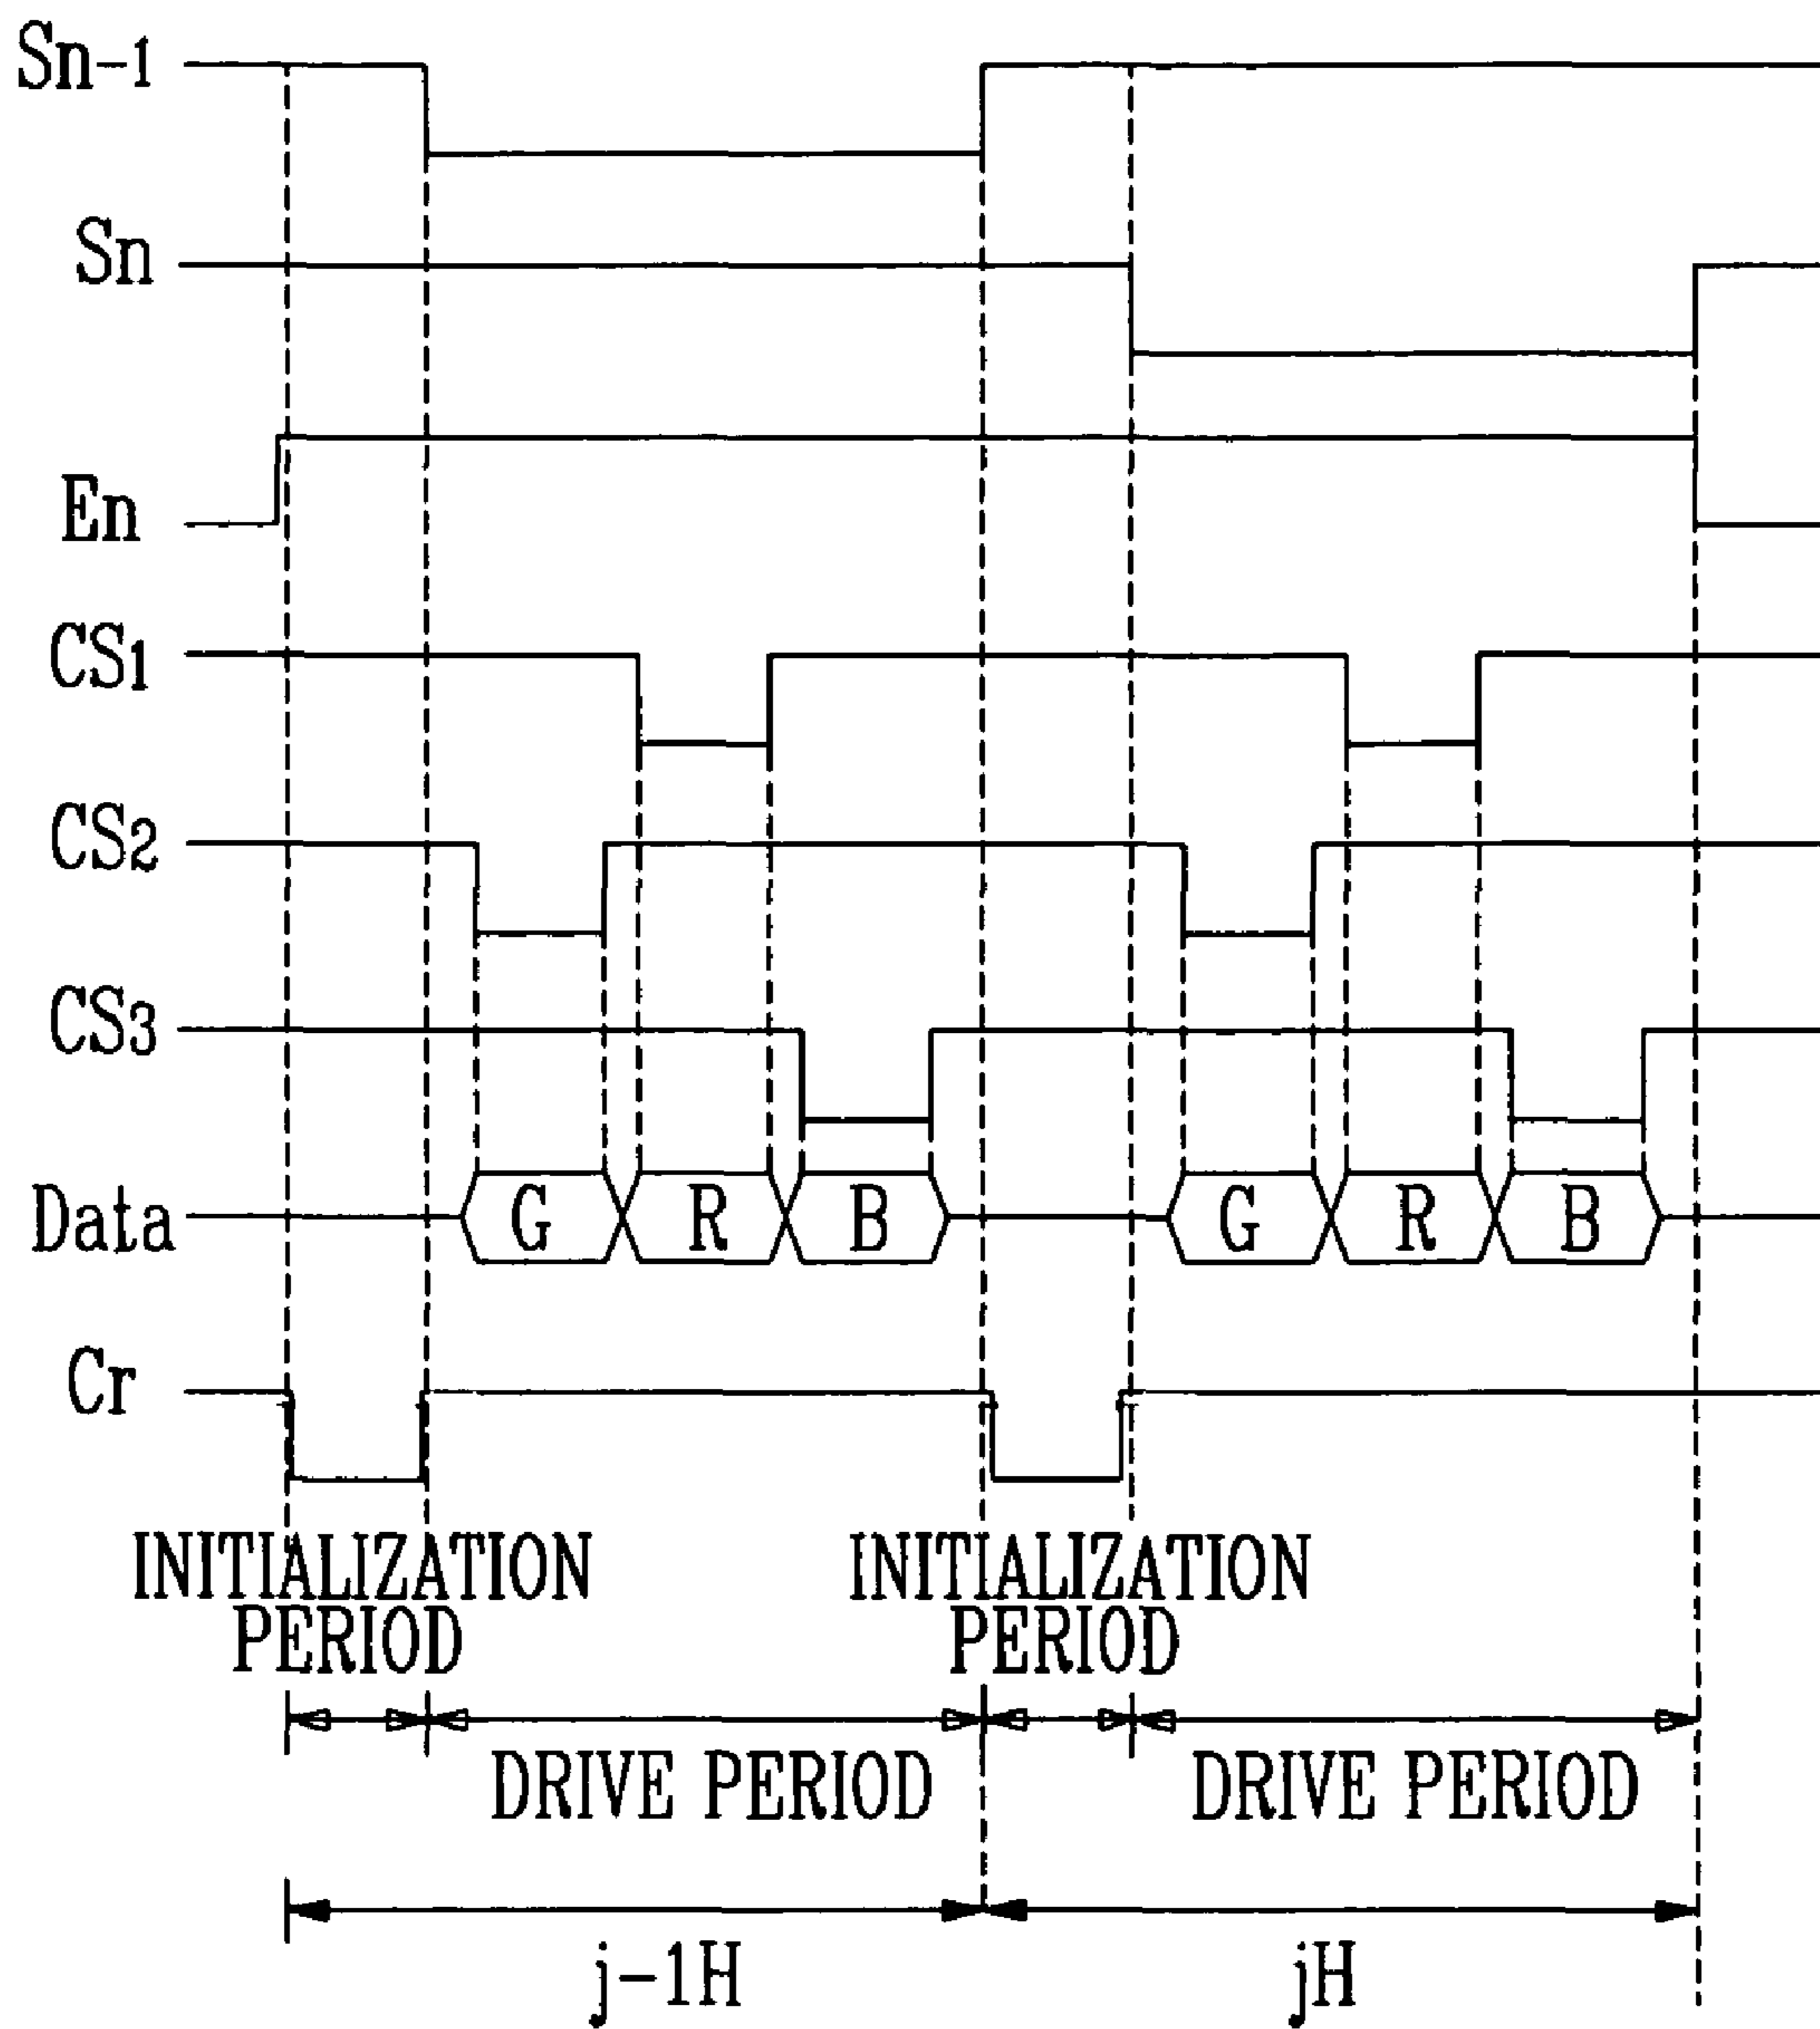 Sn-1
Sn
En
CS1
CS2
CS3
Data G R B G R B
Cr
INITIALIZATION PERIOD
INITIALIZATION PERIOD
DRIVE PERIOD DRIVE PERIOD
j-1H jH